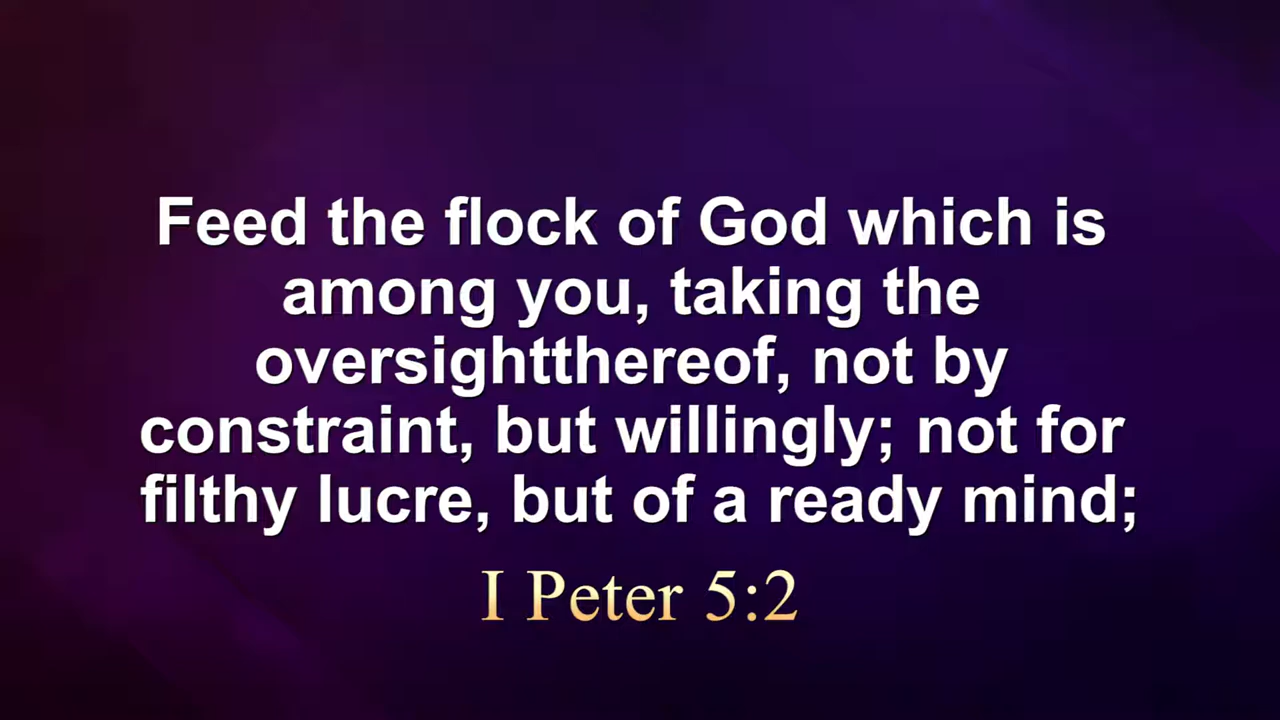 Feed the flock of God which is
among you, taking the
oversightthereof, not by
constraint, but willingly; not for
filthy lucre, but of a ready mind;
I Peter 5:2